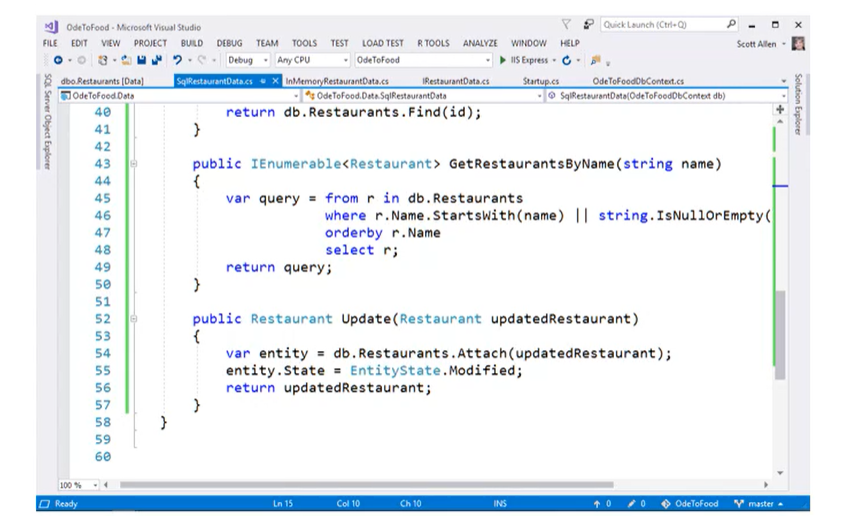 OdeToFood - Microsoft Visual Studio
Quick Launch (Ctrl+Q)
FILE EDIT VIEW PROJECT BUILD DEBUG TEAM TOOLS TEST LOAD TEST R TOOLS ANALYZE WINDOW HELP
Scott Allen
Debug Any CPU OdeToFood IIS Express
SQL Server Object Explorer
dbo.Restaurants [Data] SqlRestaurantData.cs InMemoryRestaurantData.cs IRestaurantData.cs Startup.cs OdeToFoodDbContext.cs
Solution Explorer
OdeToFood.Data OdeToFood.Data.SqlRestaurantData SqlRestaurantData(OdeToFoodDbContext db)
40 return db.Restaurants.Find(id);
41 }
42
43 public IEnumerable<Restaurant> GetRestaurantsByName(string name)
44 {
45 var query = from r in db.Restaurants
46 where r.Name.StartsWith(name) || string.IsNullOrEmpty(
47 orderby r.Name
48 select r;
49 return query;
50 }
51
52 public Restaurant Update(Restaurant updatedRestaurant)
53 {
54 var entity = db.Restaurants.Attach(updatedRestaurant);
55 entity.State = EntityState.Modified;
56 return updatedRestaurant;
57 }
58 }
59
60
100 %
Ready Ln 15 Col 10 Ch 10 INS 0 0 OdeToFood master